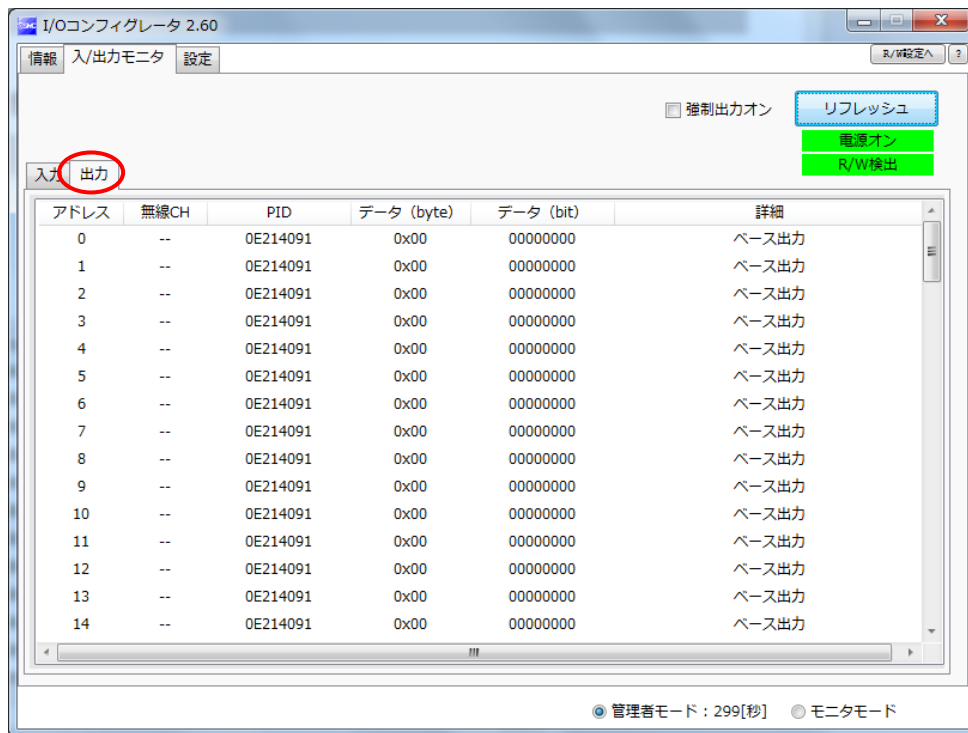 I/Oコンフィグレータ 2.60
情報 入/出力モニタ 設定 R/W設定へ ?
強制出力オン リフレッシュ
電源オン
R/W検出
入力 出力
アドレス 無線CH PID データ (byte) データ (bit) 詳細
0 -- 0E214091 0x00 00000000 ベース出力
1 -- 0E214091 0x00 00000000 ベース出力
2 -- 0E214091 0x00 00000000 ベース出力
3 -- 0E214091 0x00 00000000 ベース出力
4 -- 0E214091 0x00 00000000 ベース出力
5 -- 0E214091 0x00 00000000 ベース出力
6 -- 0E214091 0x00 00000000 ベース出力
7 -- 0E214091 0x00 00000000 ベース出力
8 -- 0E214091 0x00 00000000 ベース出力
9 -- 0E214091 0x00 00000000 ベース出力
10 -- 0E214091 0x00 00000000 ベース出力
11 -- 0E214091 0x00 00000000 ベース出力
12 -- 0E214091 0x00 00000000 ベース出力
13 -- 0E214091 0x00 00000000 ベース出力
14 -- 0E214091 0x00 00000000 ベース出力
管理者モード:299[秒] モニタモード